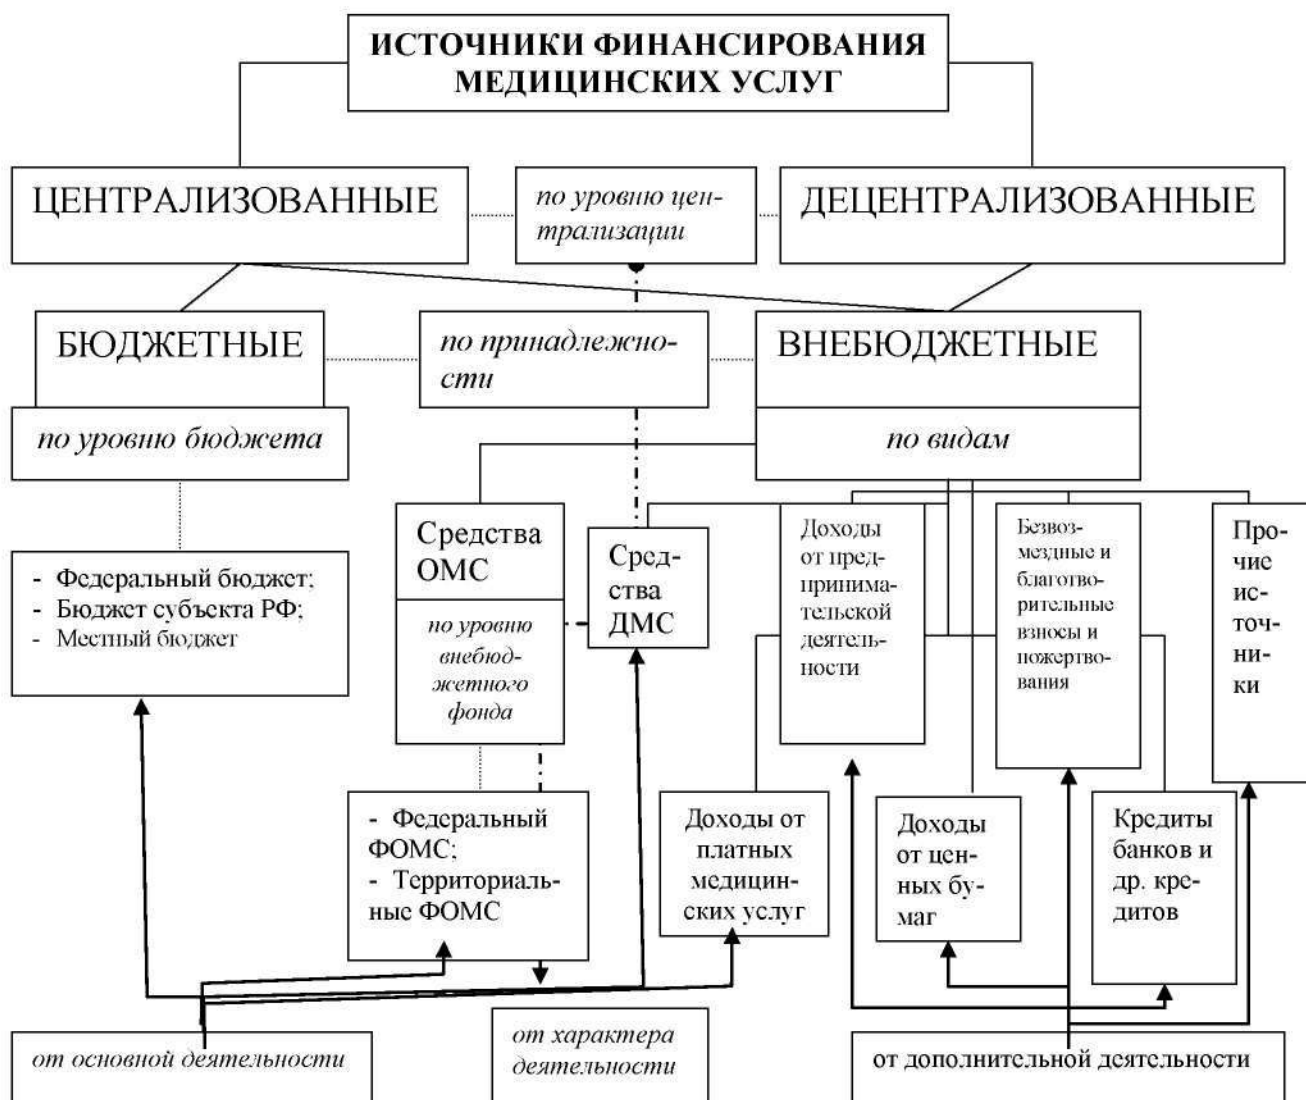 ИСТОЧНИКИ ФИНАНСИРОВАНИЯ
МЕДИЦИНСКИХ УСЛУГ
ЦЕНТРАЛИЗОВАННЫЕ
по уровню цен-
трализации
ДЕЦЕНТРАЛИЗОВАННЫЕ
БЮДЖЕТНЫЕ
по принадлежно-
сти
ВНЕБЮДЖЕТНЫЕ
по уровню бюджета
по видам
- Федеральный бюджет;
- Бюджет субъекта РФ;
- Местный бюджет
Средства
ОМС
по уровню
внебюд-
жетного
фонда
Сред-
ства
ДМС
Доходы
от пред-
принима-
тельской
деятель-
ности
Безвоз-
мездные и
благотво-
рительные
взносы и
пожертво-
вания
Про-
чие
ис-
точ-
ни-
ки
- Федеральный
ФОМС;
- Территориаль-
ные ФОМС
Доходы от
платных
медицин-
ских услуг
Доходы
от цен-
ных бу-
маг
Кредиты
банков и
др. кре-
дитов
от основной деятельности
от характера
деятельности
от дополнительной деятельности